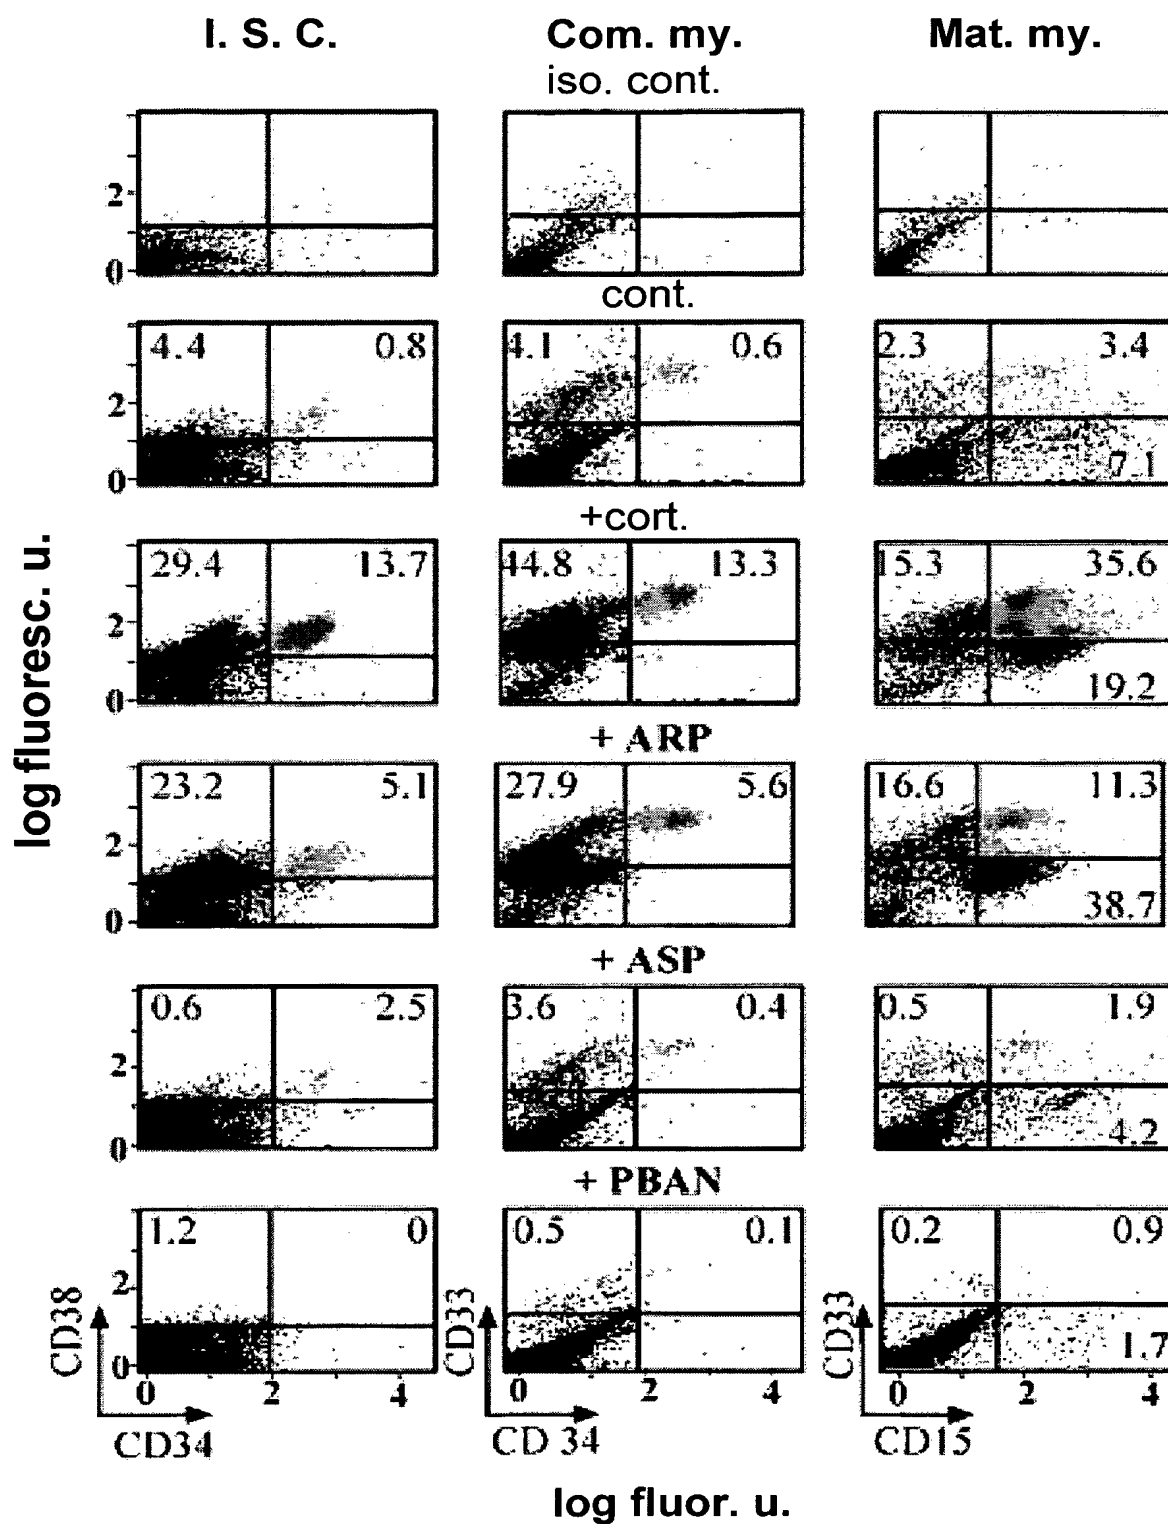 I. S. C. Com. my. Mat. my.
iso. cont.
2
0
cont.
4.4 0.8 4.1 0.6 2.3 3.4
2
0 7.1
+cort.
29.4 13.7 44.8 13.3 15.3 35.6
2
0 19.2
+ ARP
23.2 5.1 27.9 5.6 16.6 11.3
2
0 38.7
+ ASP
0.6 2.5 3.6 0.4 0.5 1.9
2
0 4.2
+ PBAN
1.2 0 0.5 0.1 0.2 0.9
2
0 1.7
0 2 4 0 2 4 0 2 4
CD38 CD33 CD33
CD34 CD 34 CD15
log fluoresc. u.
log fluor. u.